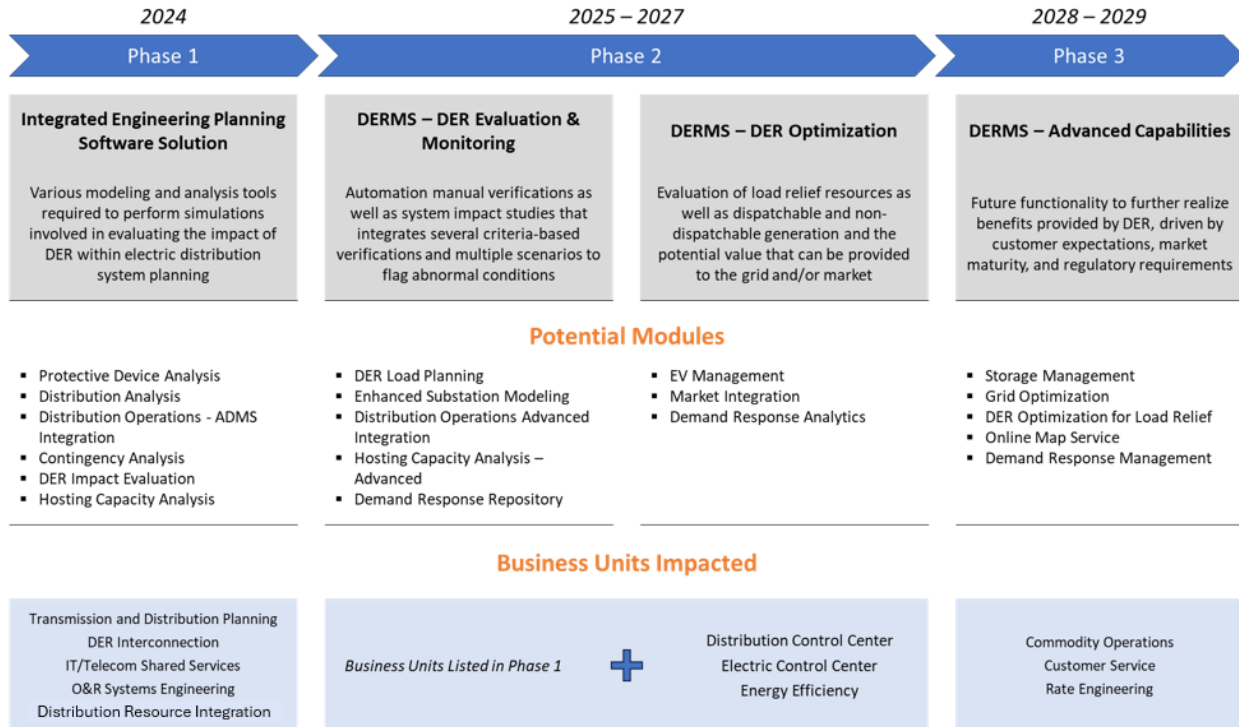 2024
2025 – 2027
2028 – 2029
Phase 1
Phase 2
Phase 3
Integrated Engineering Planning
Software Solution
Various modeling and analysis tools
required to perform simulations
involved in evaluating the impact of
DER within electric distribution
system planning
DERMS – DER Evaluation &
Monitoring
Automation manual verifications as
well as system impact studies that
integrates several criteria-based
verifications and multiple scenarios to
flag abnormal conditions
DERMS – DER Optimization
Evaluation of load relief resources as
well as dispatchable and non-
dispatchable generation and the
potential value that can be provided
to the grid and/or market
DERMS – Advanced Capabilities
Future functionality to further realize
benefits provided by DER, driven by
customer expectations, market
maturity, and regulatory requirements
Potential Modules
▪ Protective Device Analysis
▪ Distribution Analysis
▪ Distribution Operations - ADMS
Integration
▪ Contingency Analysis
▪ DER Impact Evaluation
▪ Hosting Capacity Analysis
▪ DER Load Planning
▪ Enhanced Substation Modeling
▪ Distribution Operations Advanced
Integration
▪ Hosting Capacity Analysis –
Advanced
▪ Demand Response Repository
▪ EV Management
▪ Market Integration
▪ Demand Response Analytics
▪ Storage Management
▪ Grid Optimization
▪ DER Optimization for Load Relief
▪ Online Map Service
▪ Demand Response Management
Business Units Impacted
Transmission and Distribution Planning
DER Interconnection
IT/Telecom Shared Services
O&R Systems Engineering
Distribution Resource Integration
Business Units Listed in Phase 1
Distribution Control Center
Electric Control Center
Energy Efficiency
Commodity Operations
Customer Service
Rate Engineering